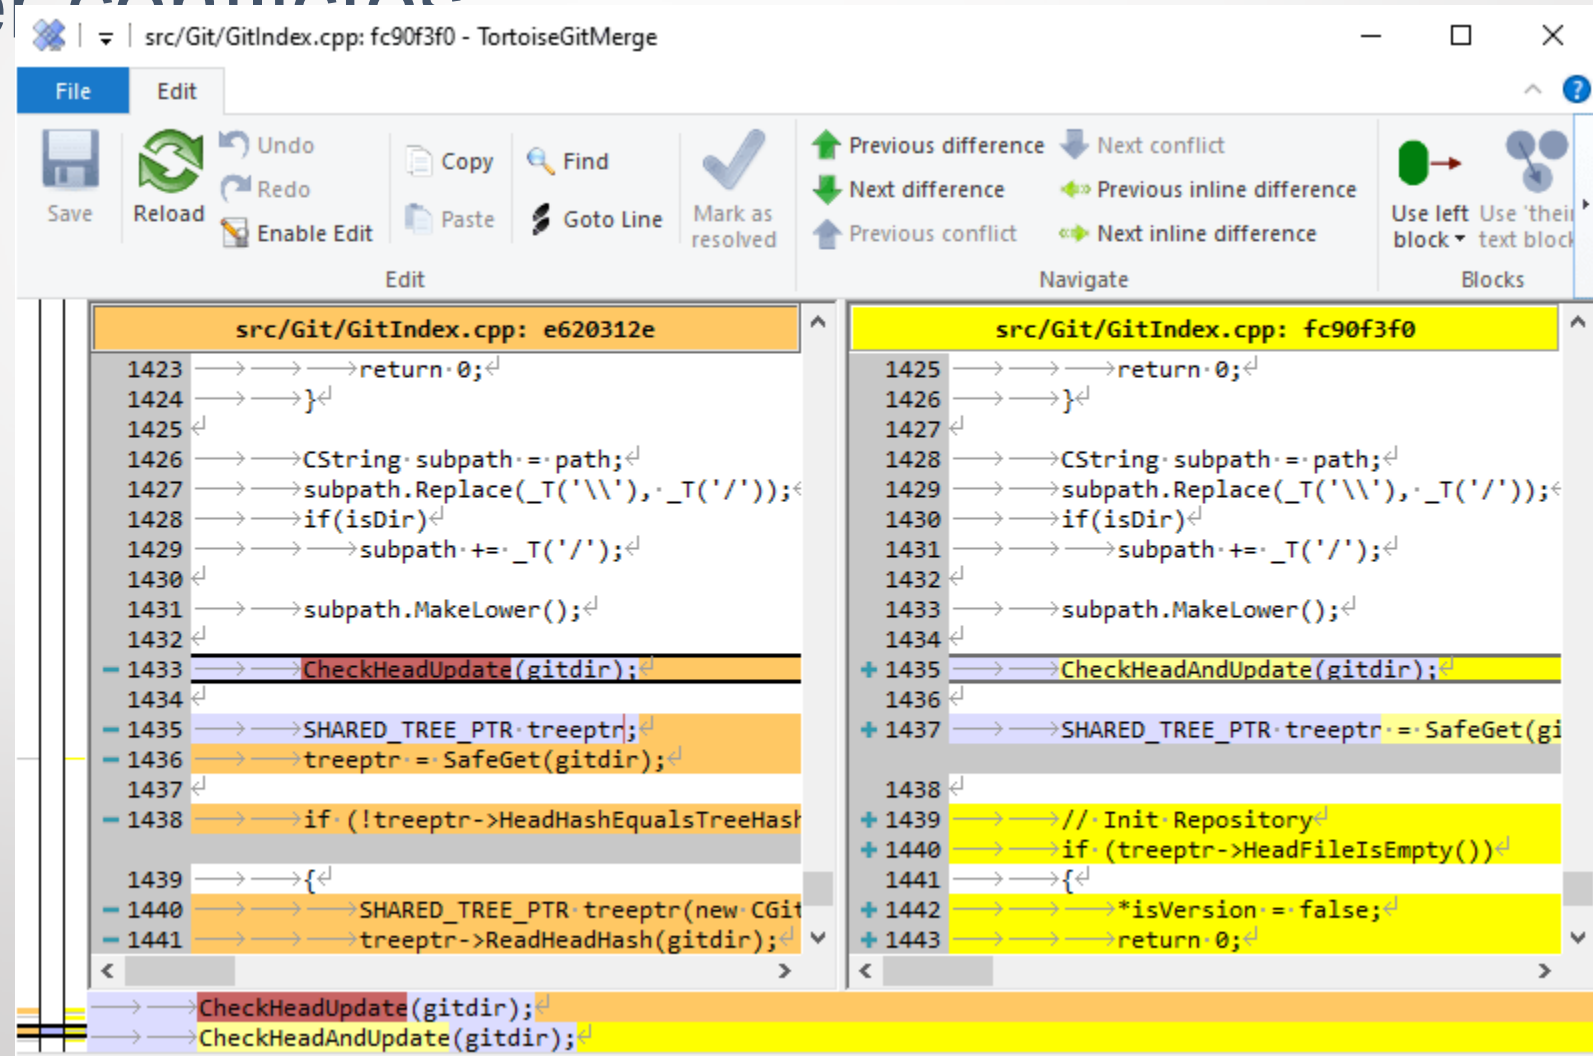 src/Git/GitIndex.cpp: fc90f3f0 - TortoiseGitMerge
File Edit
Save
Reload
Undo
Redo
Enable Edit
Copy
Paste
Find
Goto Line
Mark as
resolved
Edit
Previous difference
Next difference
Previous conflict
Next conflict
Previous inline difference
Next inline difference
Navigate
Use left
block
Use 'their
text block
Blocks
src/Git/GitIndex.cpp: e620312e
1423 return 0;
1424 }
1425
1426 CString subpath = path;
1427 subpath.Replace(_T('\\'), _T('/'));
1428 if(isDir)
1429 subpath += _T('/');
1430
1431 subpath.MakeLower();
1432
- 1433 CheckHeadUpdate(gitdir);
1434
- 1435 SHARED_TREE_PTR treeptr;
- 1436 treeptr = SafeGet(gitdir);
1437
- 1438 if (!treeptr->HeadHashEqualsTreeHash
1439 {
- 1440 SHARED_TREE_PTR treeptr(new CGit
- 1441 treeptr->ReadHeadHash(gitdir);
src/Git/GitIndex.cpp: fc90f3f0
1425 return 0;
1426 }
1427
1428 CString subpath = path;
1429 subpath.Replace(_T('\\'), _T('/'));
1430 if(isDir)
1431 subpath += _T('/');
1432
1433 subpath.MakeLower();
1434
+ 1435 CheckHeadAndUpdate(gitdir);
1436
+ 1437 SHARED_TREE_PTR treeptr = SafeGet(gi
1438
+ 1439 // Init Repository
+ 1440 if (treeptr->HeadFileIsEmpty())
1441 {
+ 1442 *isVersion = false;
+ 1443 return 0;
CheckHeadUpdate(gitdir);
CheckHeadAndUpdate(gitdir);